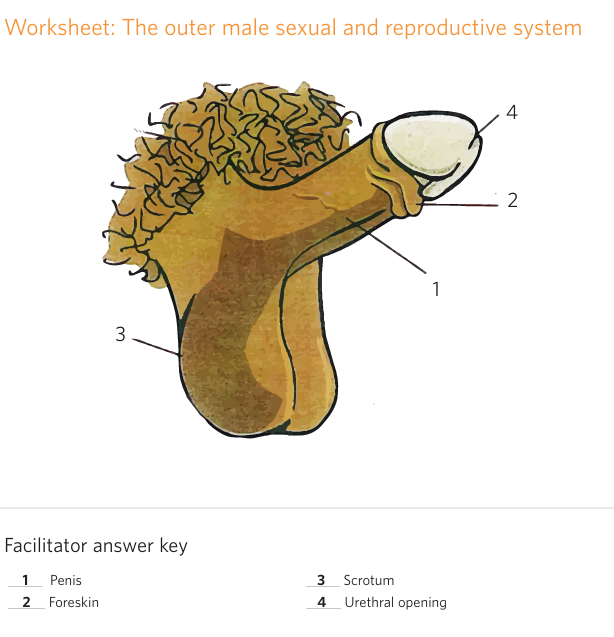 Worksheet: The outer male sexual and reproductive system
4
2
1
3
Facilitator answer key
1 Penis
3 Scrotum
2 Foreskin
4 Urethral opening